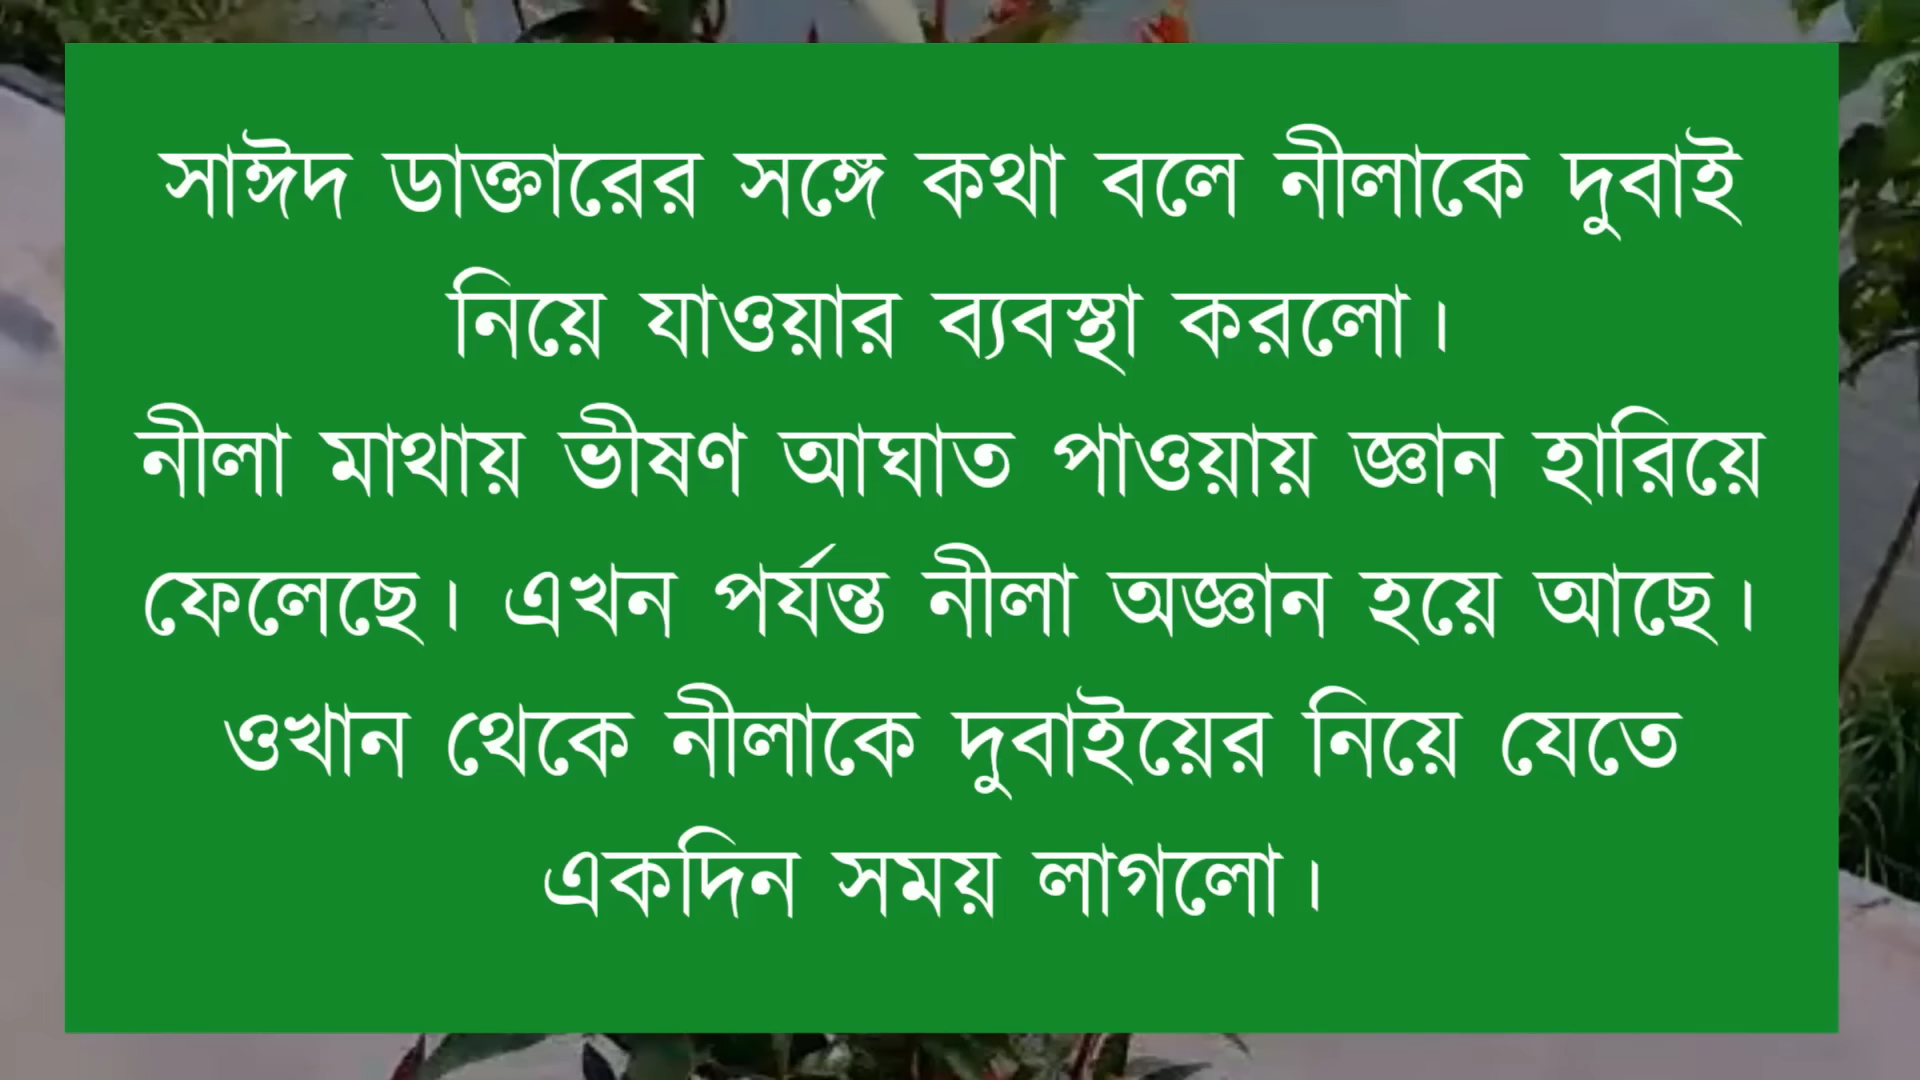 সাঈদ ডাক্তারের সঙ্গে কথা বলে নীলাকে দুবাই
নিয়ে যাওয়ার ব্যবস্থা করলো।
নীলা মাথায় ভীষণ আঘাত পাওয়ায় জ্ঞান হারিয়ে
ফেলেছে। এখন পর্যন্ত নীলা অজ্ঞান হয়ে আছে।
ওখান থেকে নীলাকে দুবাইয়ের নিয়ে যেতে
একদিন সময় লাগলো।